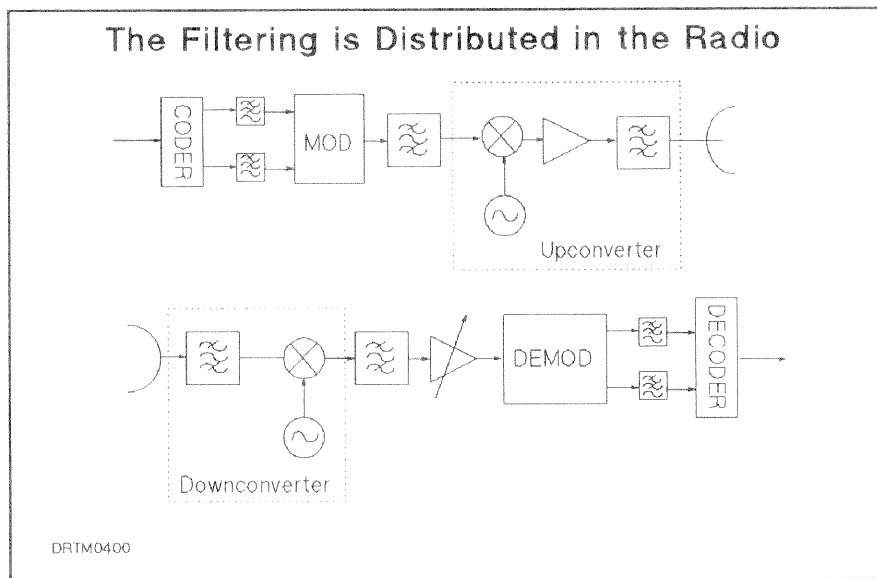 The Filtering is Distributed in the Radio
CODER
MOD
Upconverter
DEMOD
DECODER
Downconverter
DRTM0400